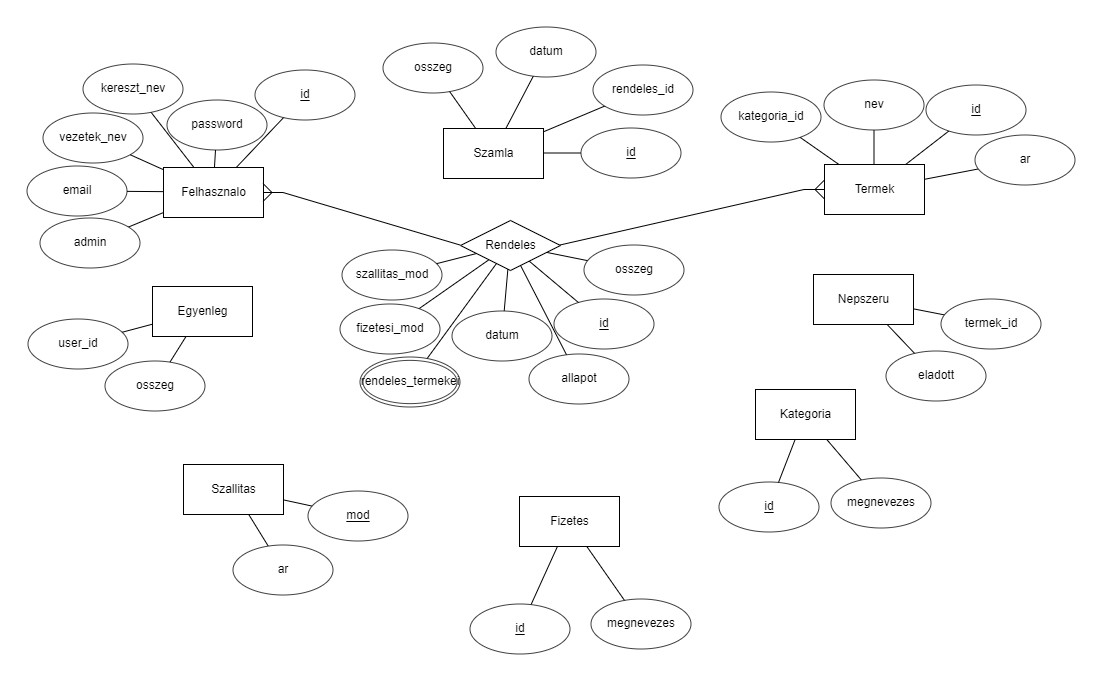 datum
osszeg
kereszt_nev
id
rendeles_id
nev
id
kategoria_id
password
vezetek_nev
Szamla
id
ar
email
Felhasznalo
Termek
admin
Rendeles
szallitas_mod
osszeg
Egyenleg
Nepszeru
user_id
fizetesi_mod
datum
id
termek_id
osszeg
rendeles_termekei
allapot
eladott
Kategoria
Szallitas
mod
id
megnevezes
Fizetes
ar
id
megnevezes